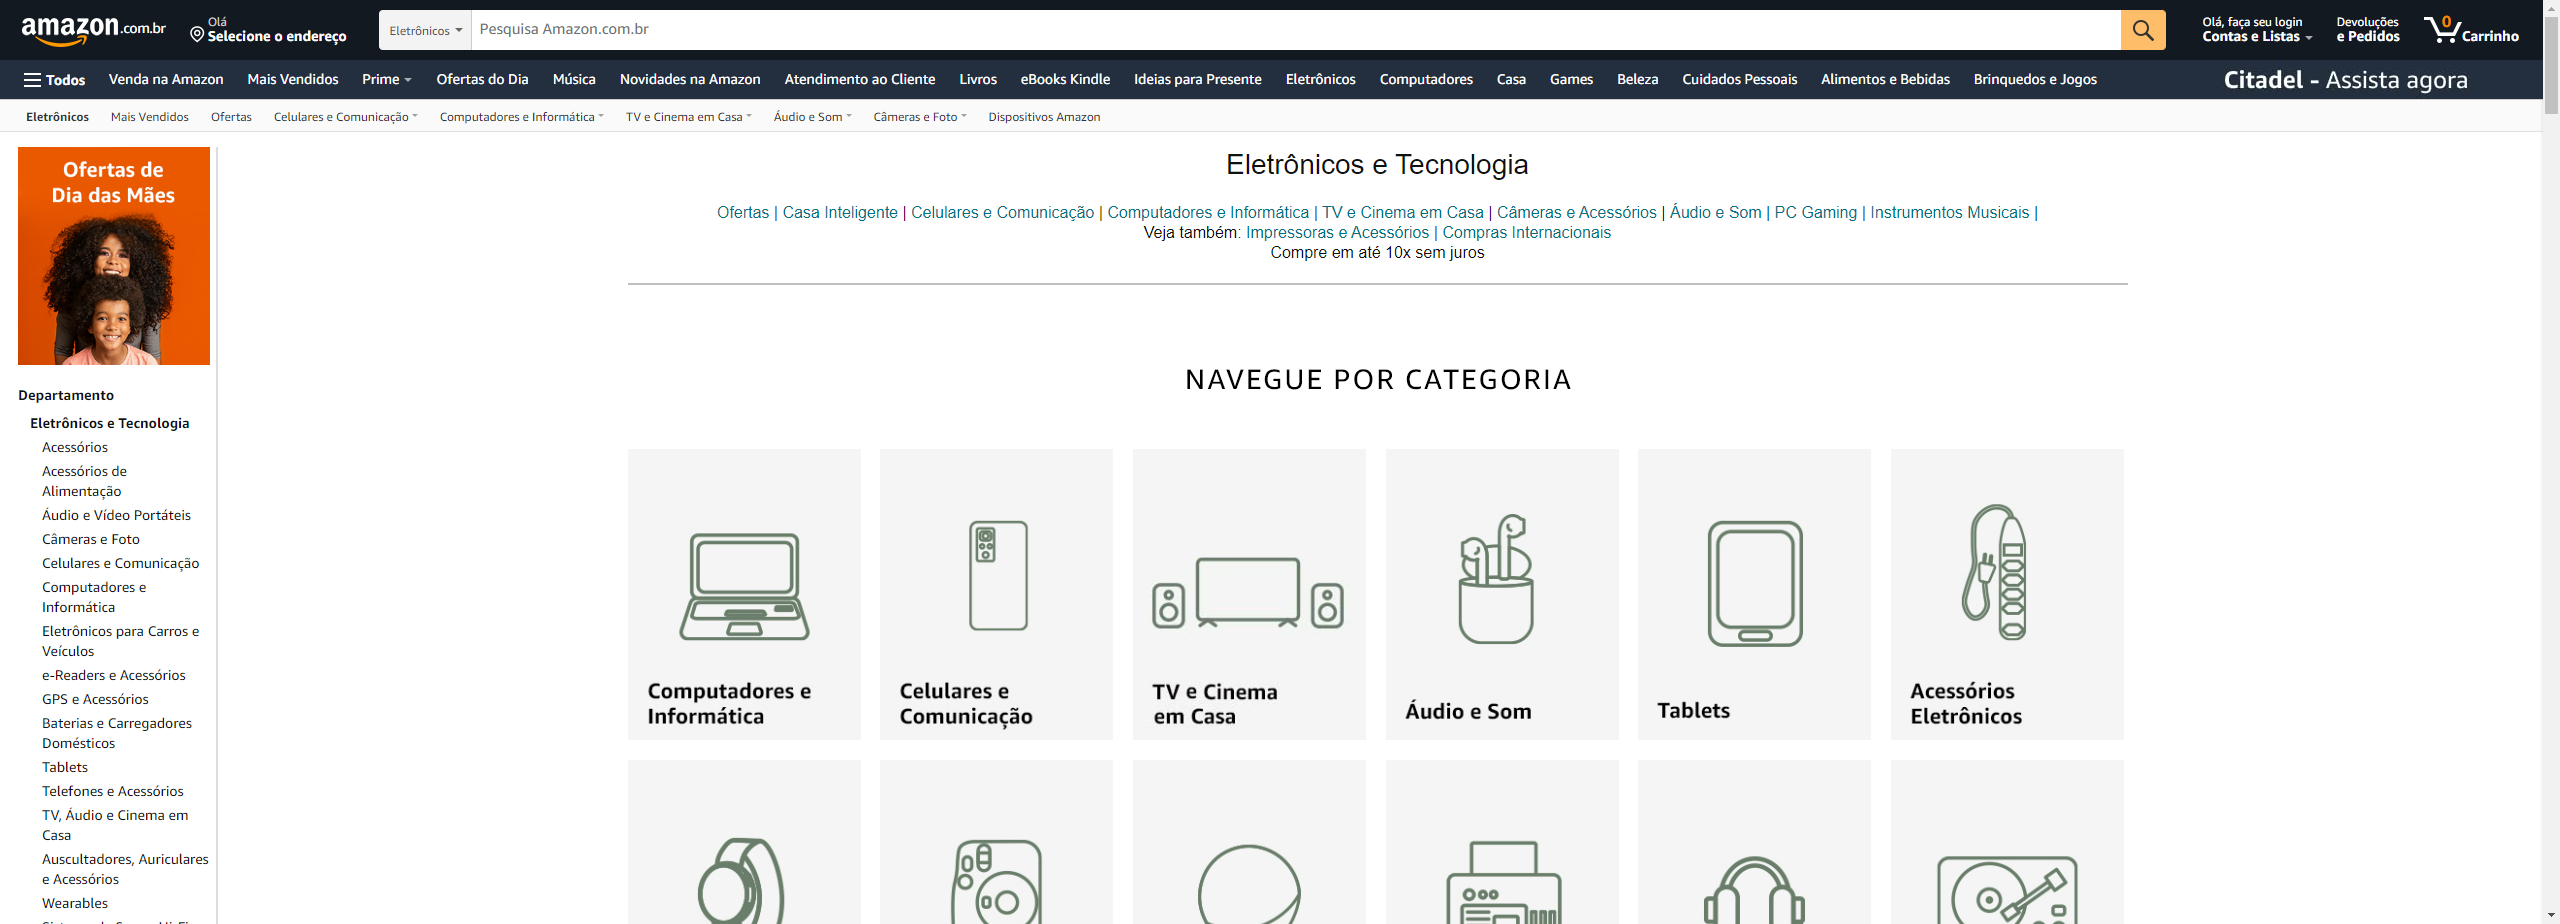 amazon.com.br
Olá
Selecione o endereço
Eletrônicos
Pesquisa Amazon.com.br
Olá, faça seu login
Contas e Listas
Devoluções
e Pedidos
0
Carrinho
Todos
Venda na Amazon
Mais Vendidos
Prime
Ofertas do Dia
Música
Novidades na Amazon
Atendimento ao Cliente
Livros
eBooks Kindle
Ideias para Presente
Eletrônicos
Computadores
Casa
Games
Beleza
Cuidados Pessoais
Alimentos e Bebidas
Brinquedos e Jogos
Citadel - Assista agora
Eletrônicos
Mais Vendidos
Ofertas
Celulares e Comunicação
Computadores e Informática
TV e Cinema em Casa
Áudio e Som
Câmeras e Foto
Dispositivos Amazon
Ofertas de
Dia das Mães
Departamento
Eletrônicos e Tecnologia
Acessórios
Acessórios de
Alimentação
Áudio e Vídeo Portáteis
Câmeras e Foto
Celulares e Comunicação
Computadores e
Informática
Eletrônicos para Carros e
Veículos
e-Readers e Acessórios
GPS e Acessórios
Baterias e Carregadores
Domésticos
Tablets
Telefones e Acessórios
TV, Áudio e Cinema em
Casa
Auscultadores, Auriculares
e Acessórios
Wearables
Eletrônicos e Tecnologia
Ofertas | Casa Inteligente | Celulares e Comunicação | Computadores e Informática | TV e Cinema em Casa | Câmeras e Acessórios | Áudio e Som | PC Gaming | Instrumentos Musicais |
Veja também: Impressoras e Acessórios | Compras Internacionais
Compre em até 10x sem juros
NAVEGUE POR CATEGORIA
Computadores e
Informática
Celulares e
Comunicação
TV e Cinema
em Casa
Áudio e Som
Tablets
Acessórios
Eletrônicos